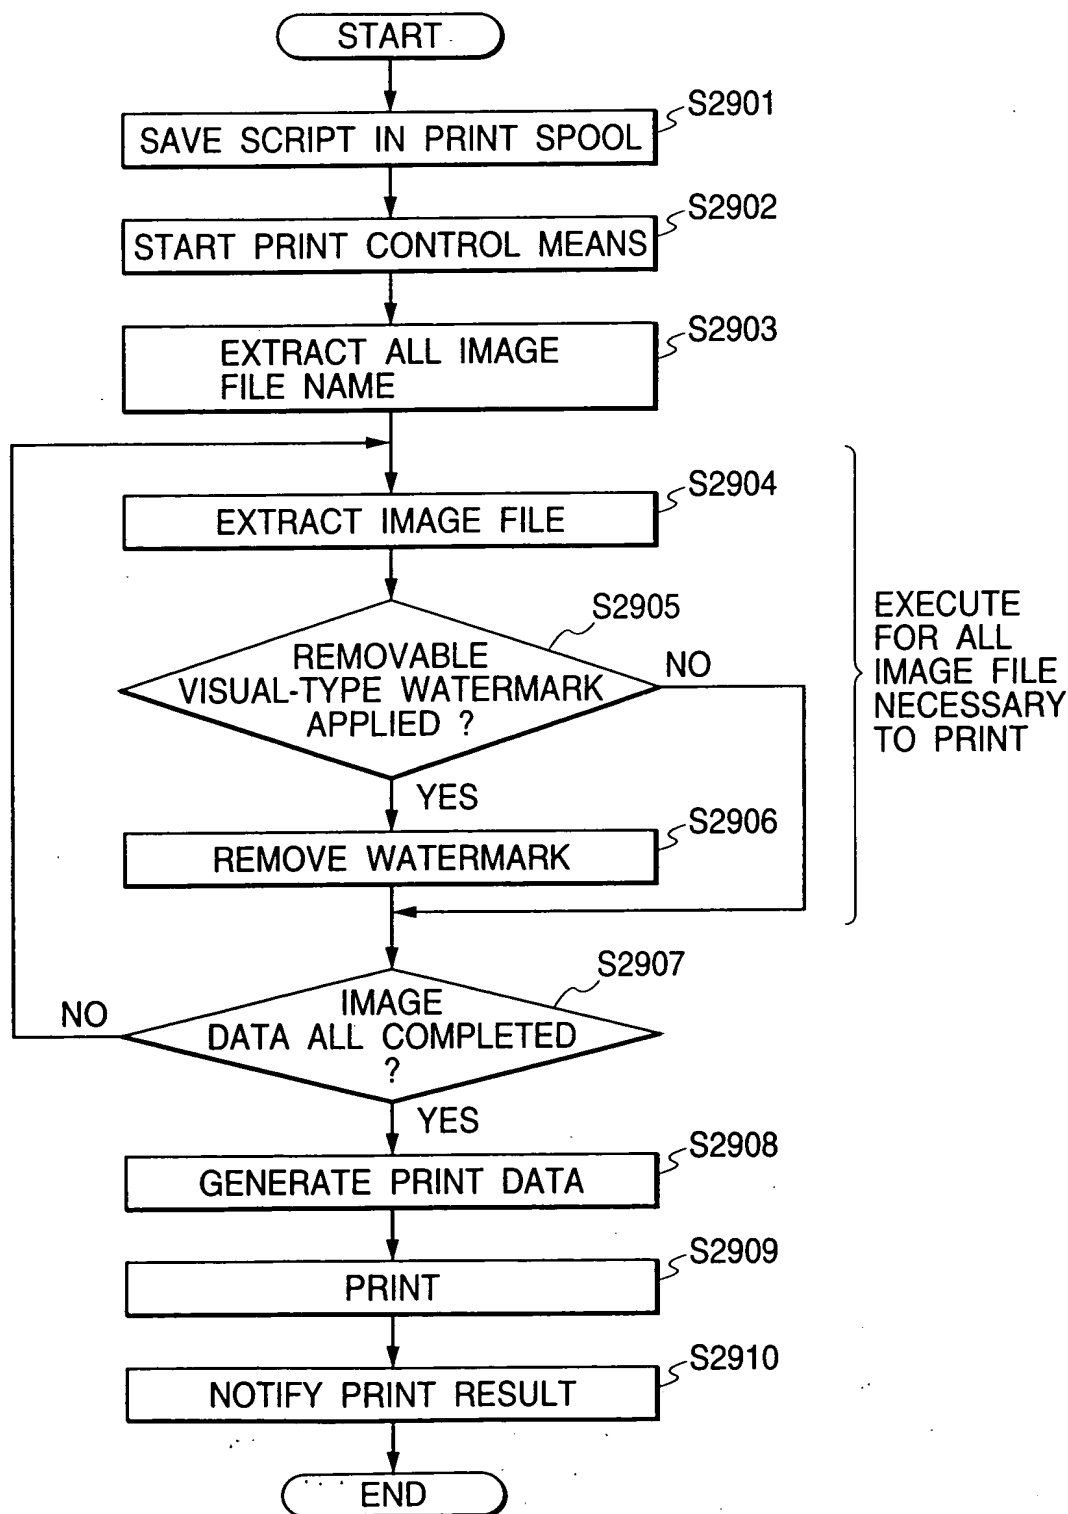 START
S2901
SAVE SCRIPT IN PRINT SPOOL
S2902
START PRINT CONTROL MEANS
S2903
EXTRACT ALL IMAGE
FILE NAME
S2904
EXTRACT IMAGE FILE
S2905
REMOVABLE
VISUAL-TYPE WATERMARK
APPLIED ?
NO
YES
S2906
REMOVE WATERMARK
EXECUTE
FOR ALL
IMAGE FILE
NECESSARY
TO PRINT
S2907
IMAGE
DATA ALL COMPLETED
?
NO
YES
S2908
GENERATE PRINT DATA
S2909
PRINT
S2910
NOTIFY PRINT RESULT
END